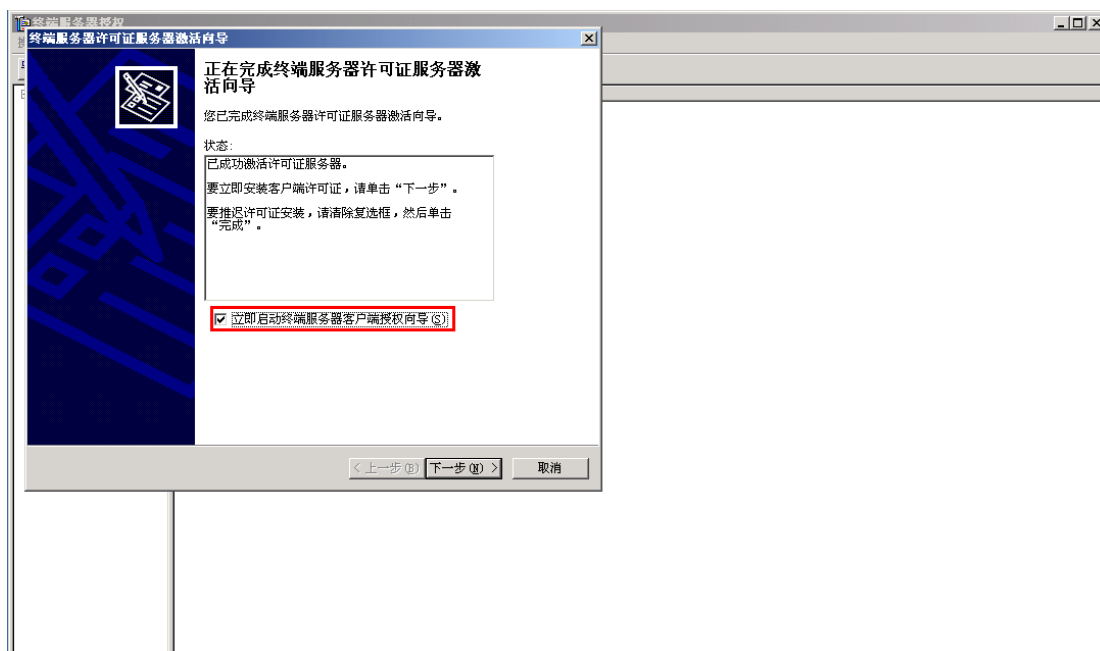 终端服务器授权
终端服务器许可证服务器激活向导
正在完成终端服务器许可证服务器激
活向导
您已完成终端服务器许可证服务器激活向导。
状态:
已成功激活许可证服务器。
要立即安装客户端许可证，请单击“下一步”。
要推迟许可证安装，请清除复选框，然后单击
“完成”。
立即启动终端服务器客户端授权向导(S)
< 上一步(B) 下一步(N) > 取消